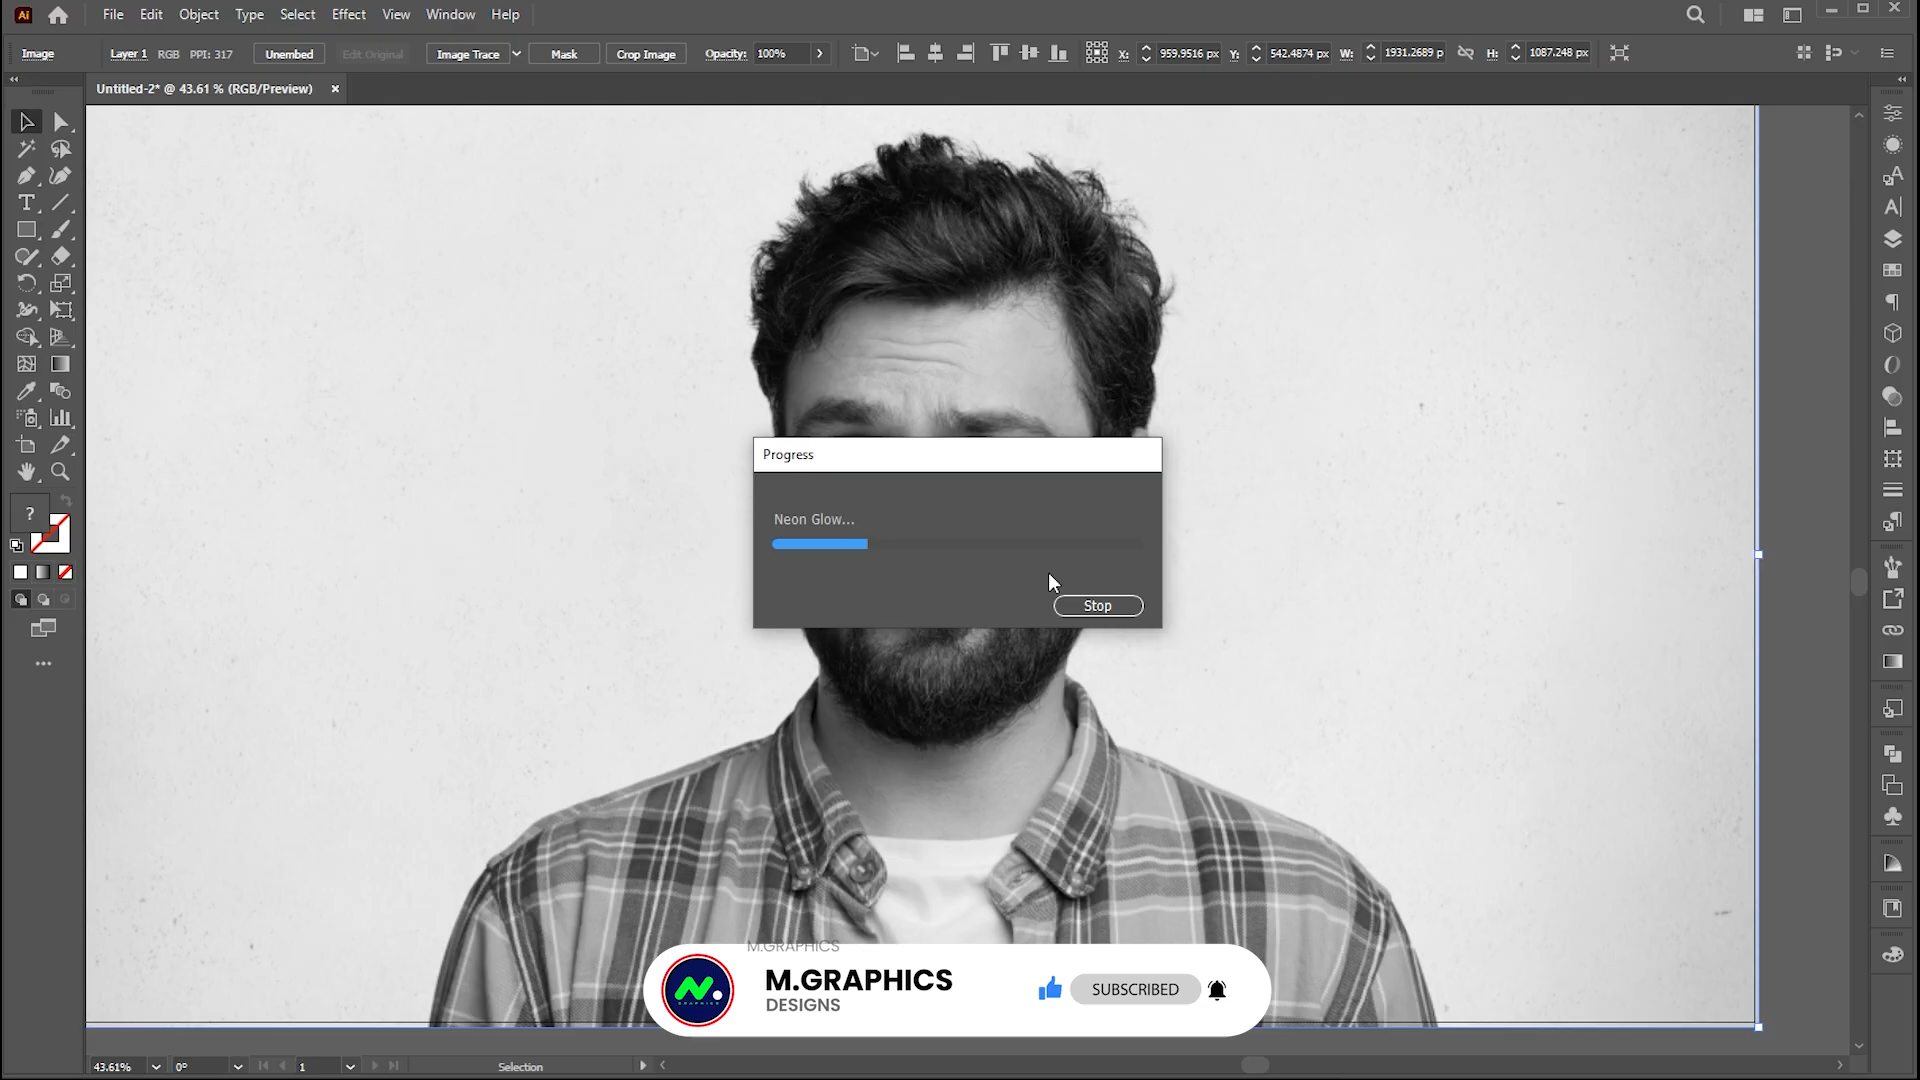 Ai File Edit Object Type Select Effect View Window Help
Image Layer 1 RGB PPI: 317 Unembed Edit Original Image Trace Mask Crop Image Opacity: 100% X: 959.9516 px Y: 542.4874 px W: 1931.2689 p H: 1087.248 px
Untitled-2* @ 43.61 % (RGB/Preview) ×
Progress
Neon Glow...
Stop
M.GRAPHICS
M.GRAPHICS
DESIGNS
SUBSCRIBED
43.61% 0° 1 Selection